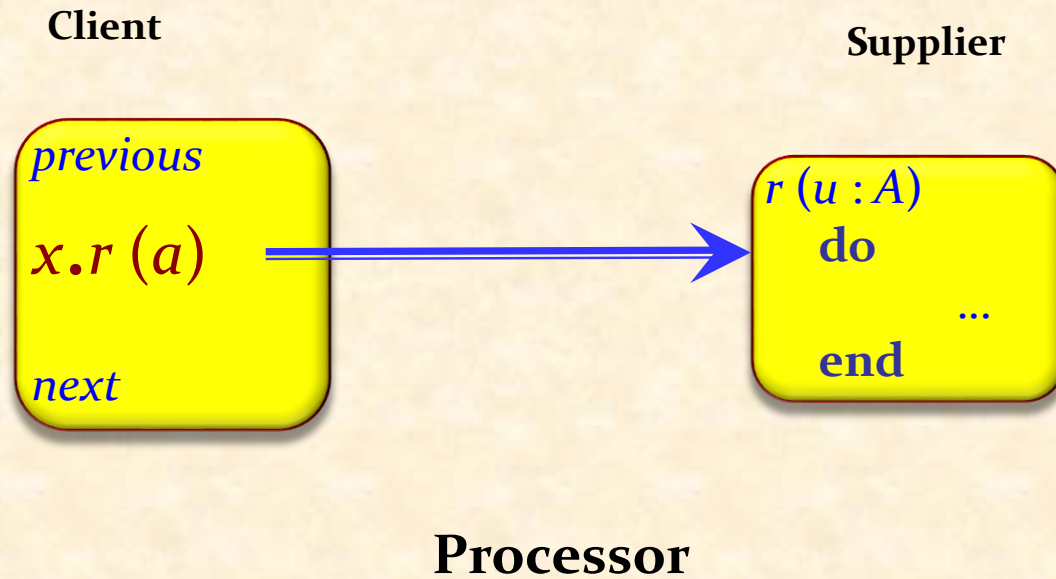 Client
Supplier
previous
x.r (a)
next
r (u : A)
do
...
end
Processor